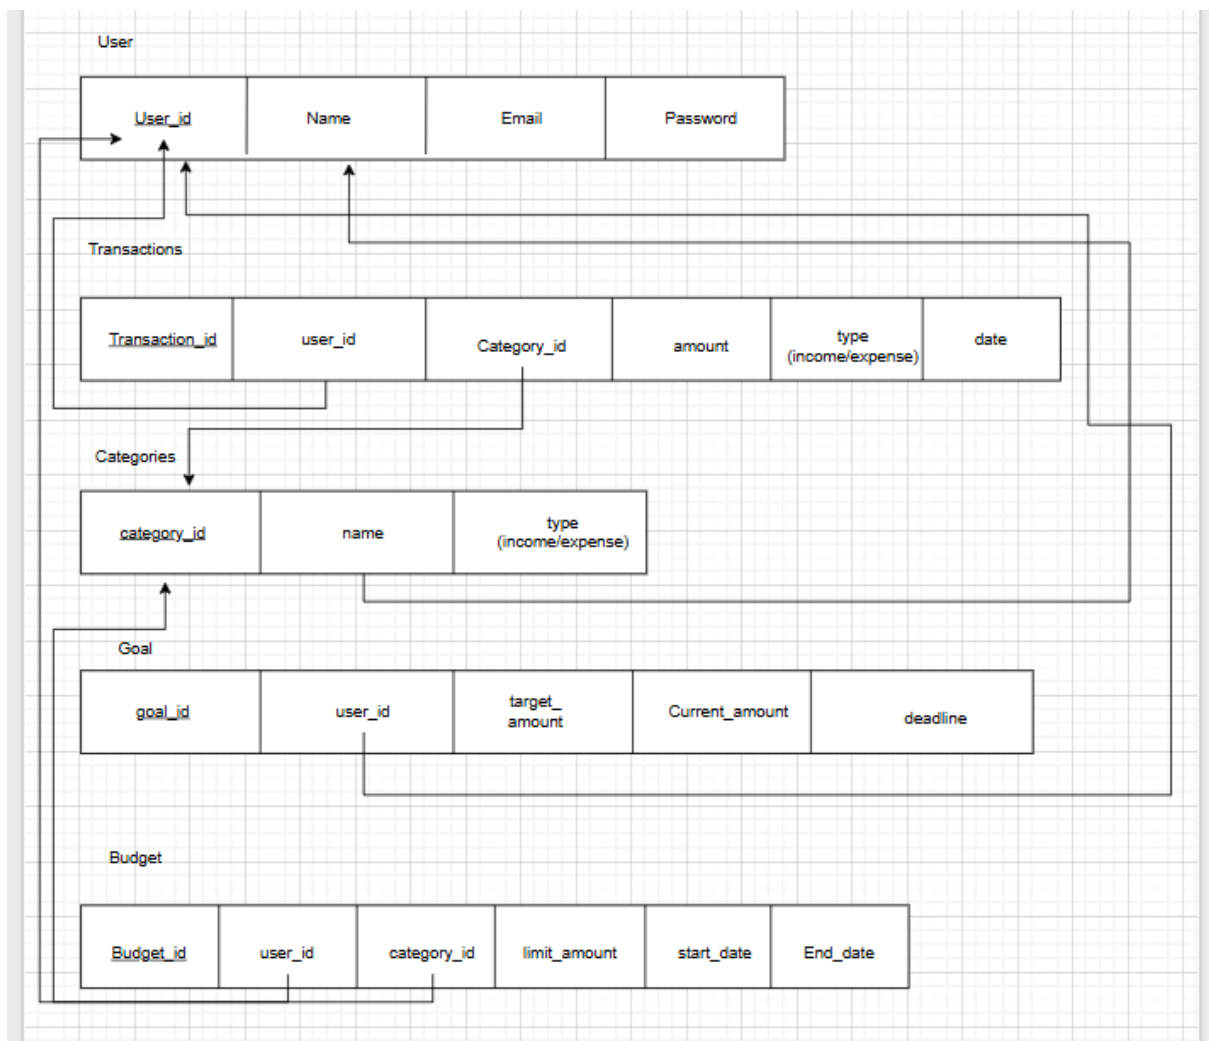 User
User_id
Name
Email
Password
Transactions
Transaction_id
user_id
Category_id
amount
type
(income/expense)
date
Categories
category_id
name
type
(income/expense)
Goal
goal_id
user_id
target_
amount
Current_amount
deadline
Budget
Budget_id
user_id
category_id
limit_amount
start_date
End_date